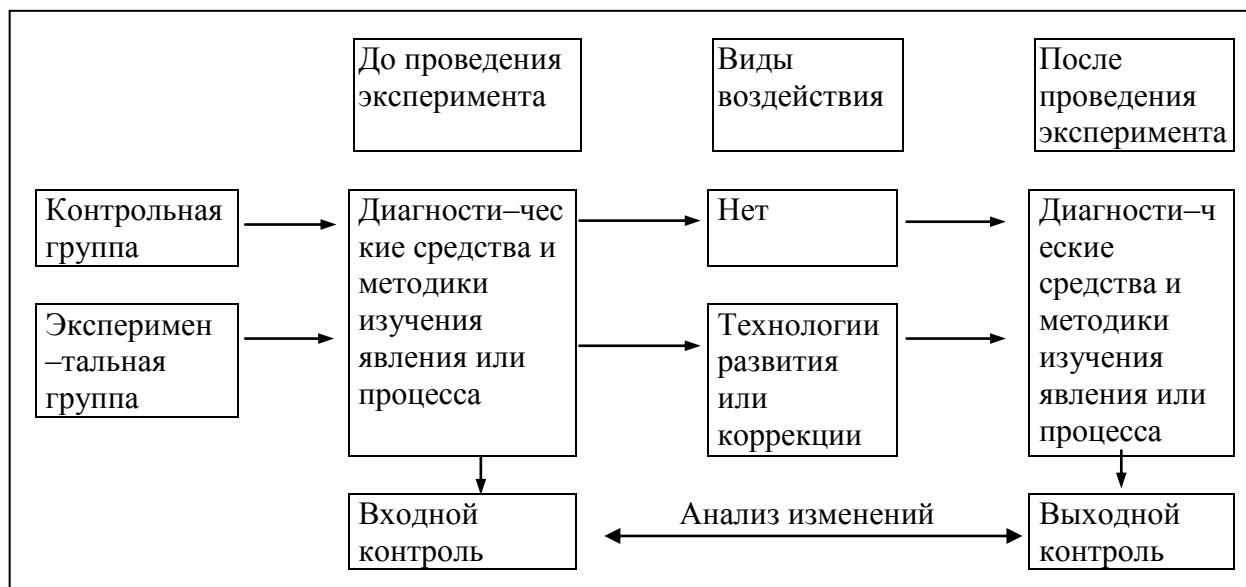 До проведения
эксперимента
Виды
воздействия
После
проведения
эксперимента
Контрольная
группа
Диагности–чес
кие средства и
методики
изучения
явления или
процесса
Нет
Диагности–ч
еские
средства и
методики
изучения
явления или
процесса
Эксперимен
–тальная
группа
Технологии
развития
или
коррекции
Входной
контроль
Анализ изменений
Выходной
контроль